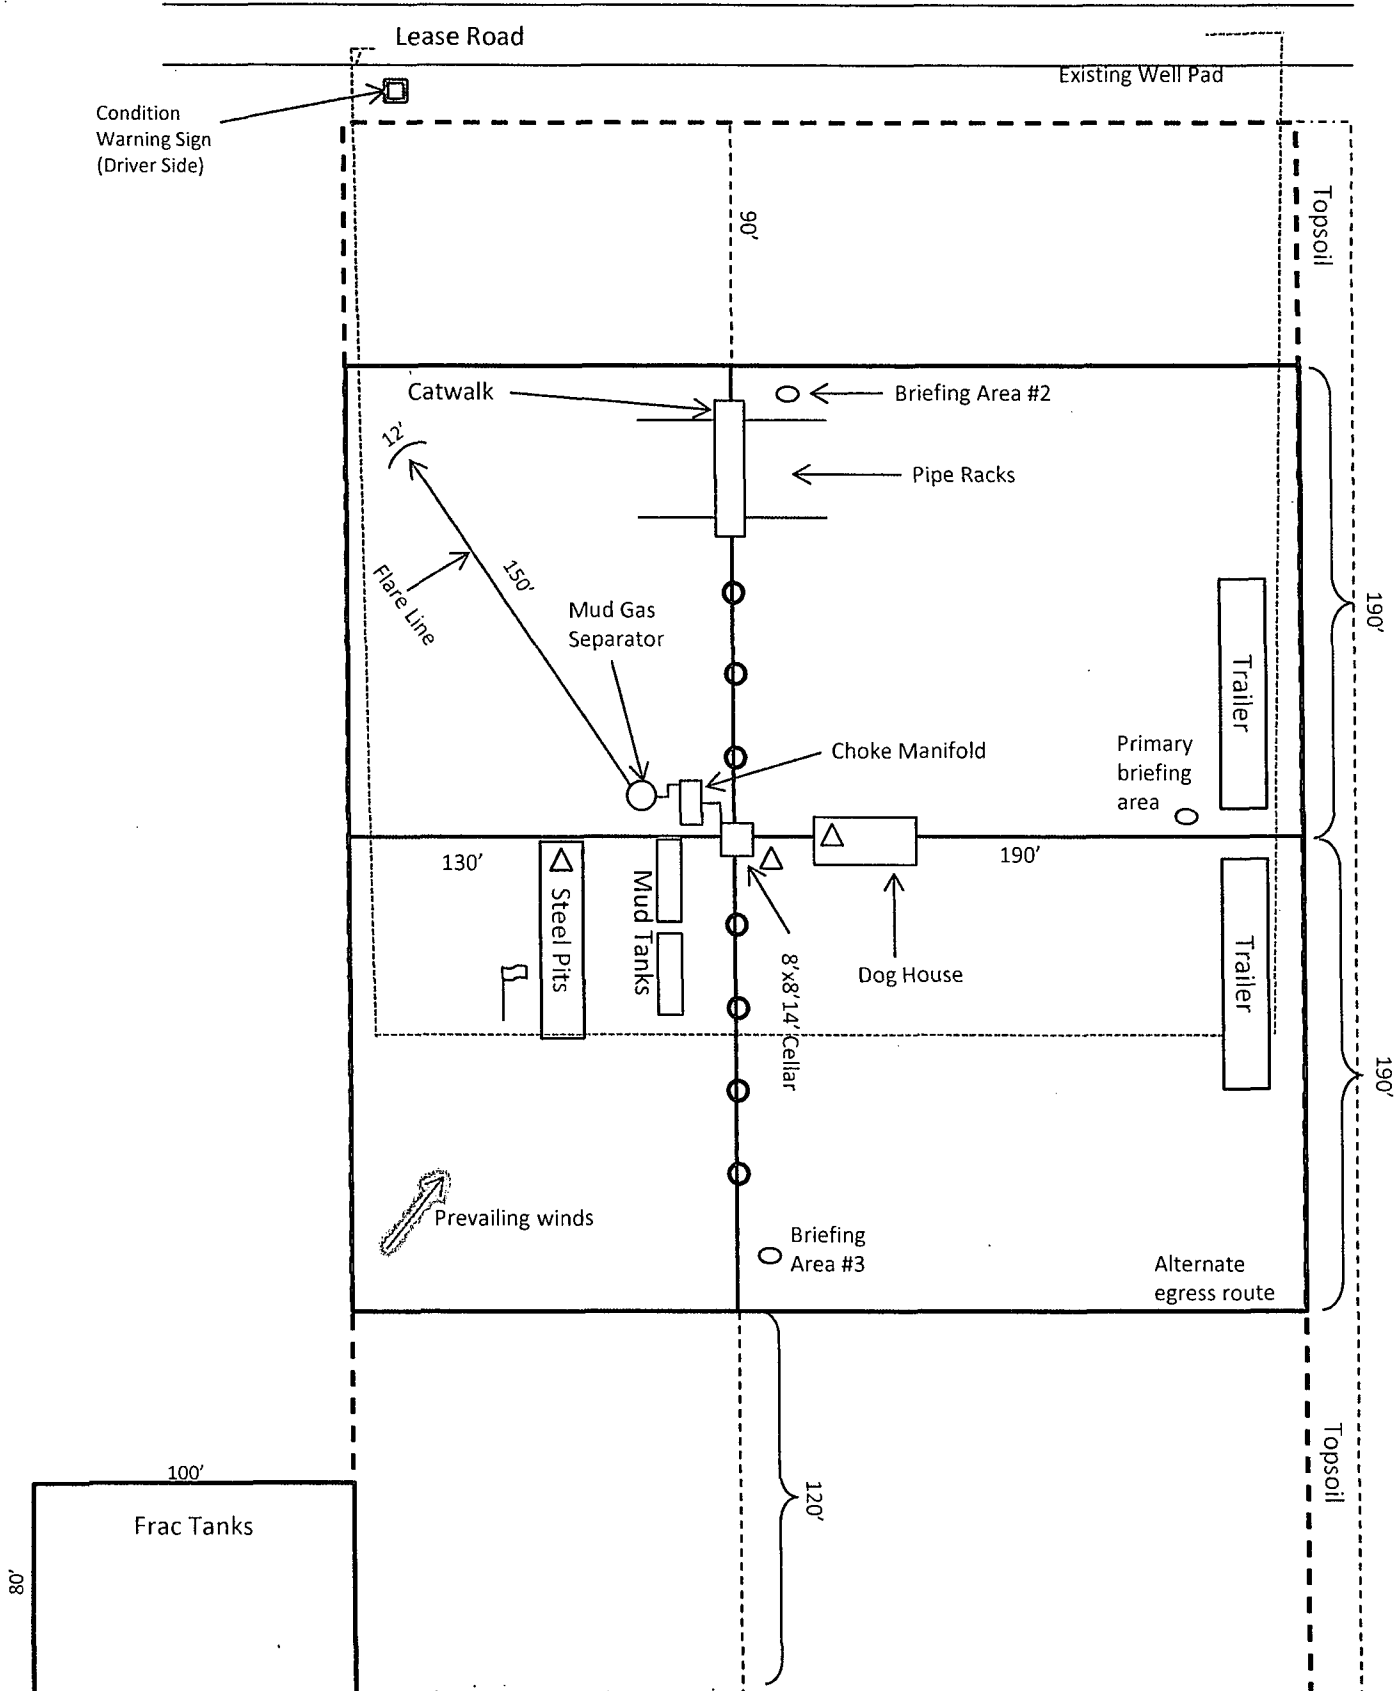 Lease Road
Existing Well Pad
Condition
Warning Sign
(Driver Side)
Topsoil
90'
Catwalk
Briefing Area #2
12'
Pipe Racks
150'
Flare Line
Mud Gas
Separator
190'
Trailer
Choke Manifold
Primary
briefing
area
130'
190'
Steel Pits
Mud Tanks
Dog House
8'x8'14' Cellar
Trailer
190'
Prevailing winds
Briefing
Area #3
Alternate
egress route
120'
Topsoil
100'
Frac Tanks
80'